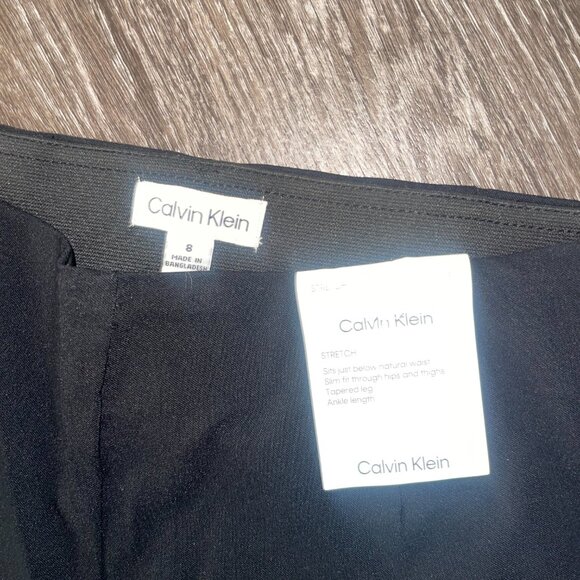 Calvin Klein
8
MADE IN
BANGLADESH
STRETCH
Calvin Klein
STRETCH
Sits just below natural waist
Slim fit through hips and thighs
Tapered leg
Ankle length
Calvin Klein